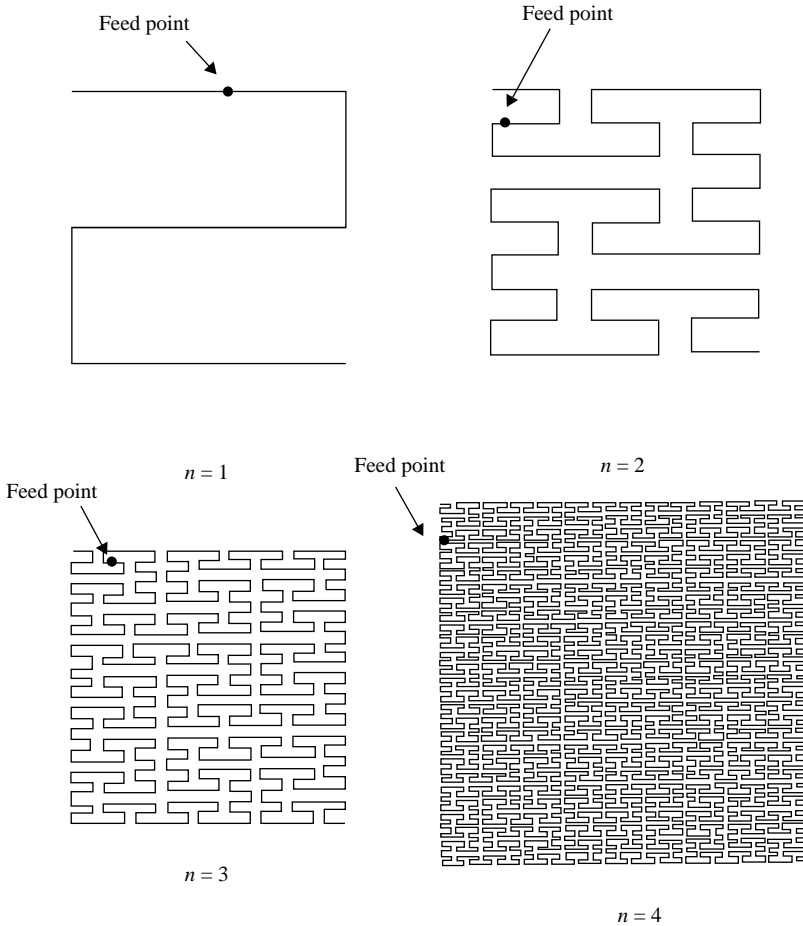 Feed point
Feed point
n = 1
n = 2
Feed point
Feed point
n = 3
n = 4